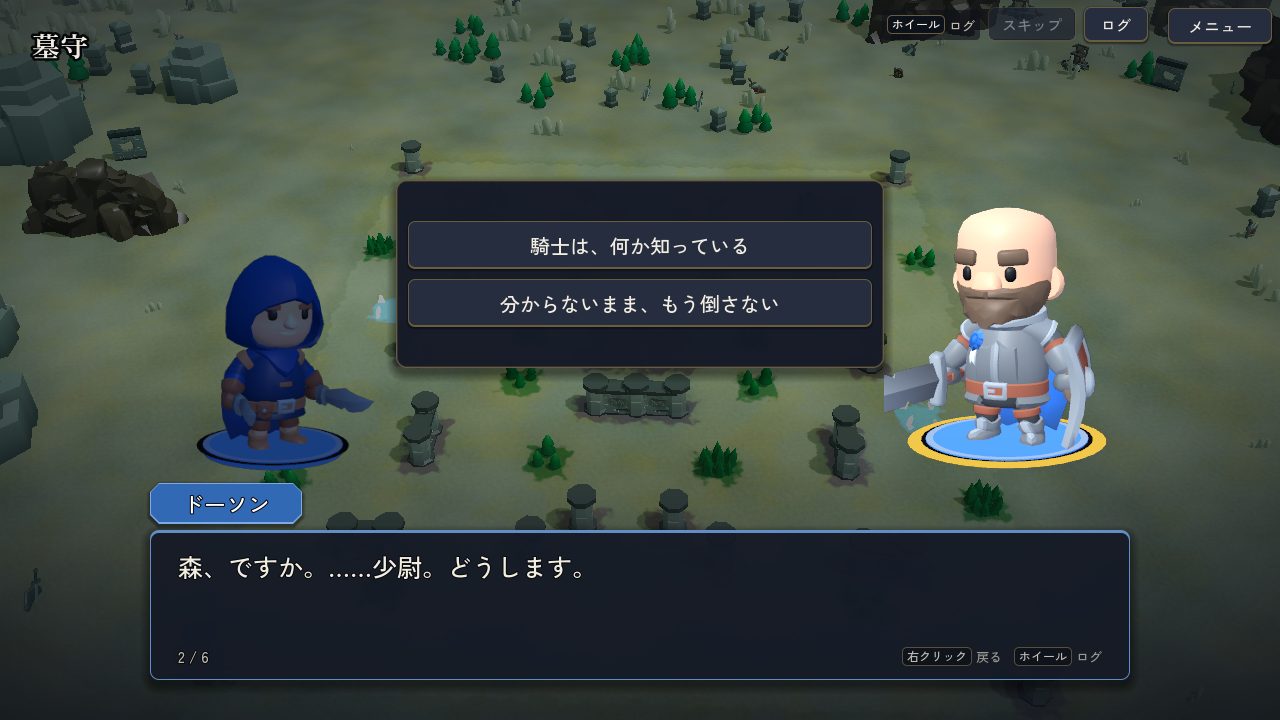 墓守
ホイール ログ
スキップ
ログ
メニュー
騎士は、何か知っている
分からないまま、もう倒さない
ドーソン
森、ですか。……少尉。どうします。
2 / 6
右クリック 戻る ホイール ログ